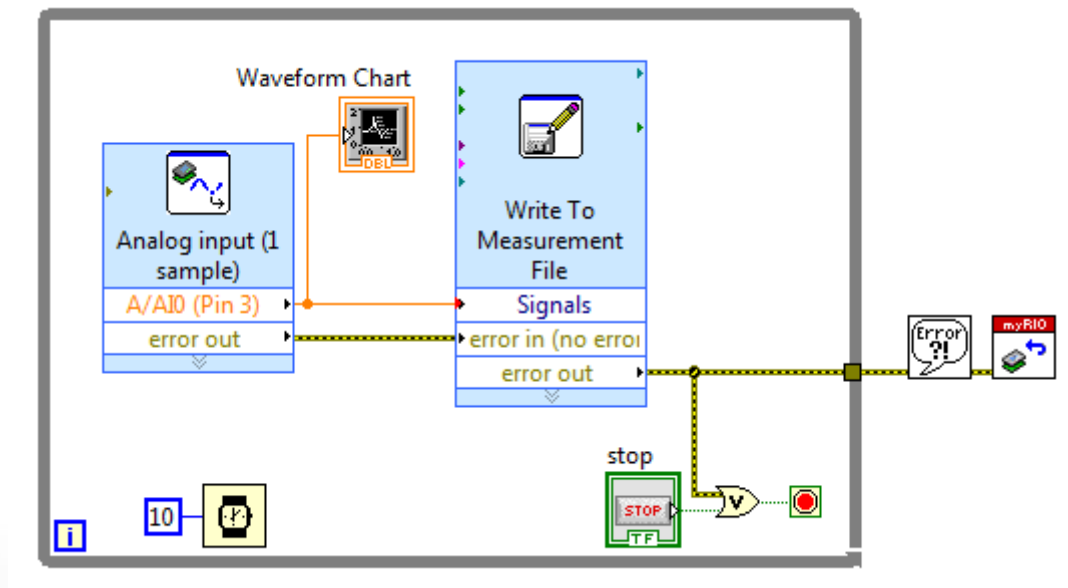 Waveform Chart
DBL
Analog input (1
sample)
A/AI0 (Pin 3)
error out
Write To
Measurement
File
Signals
error in (no erroi
error out
Error
?!
myRIO
stop
STOP
TF
V
10
i